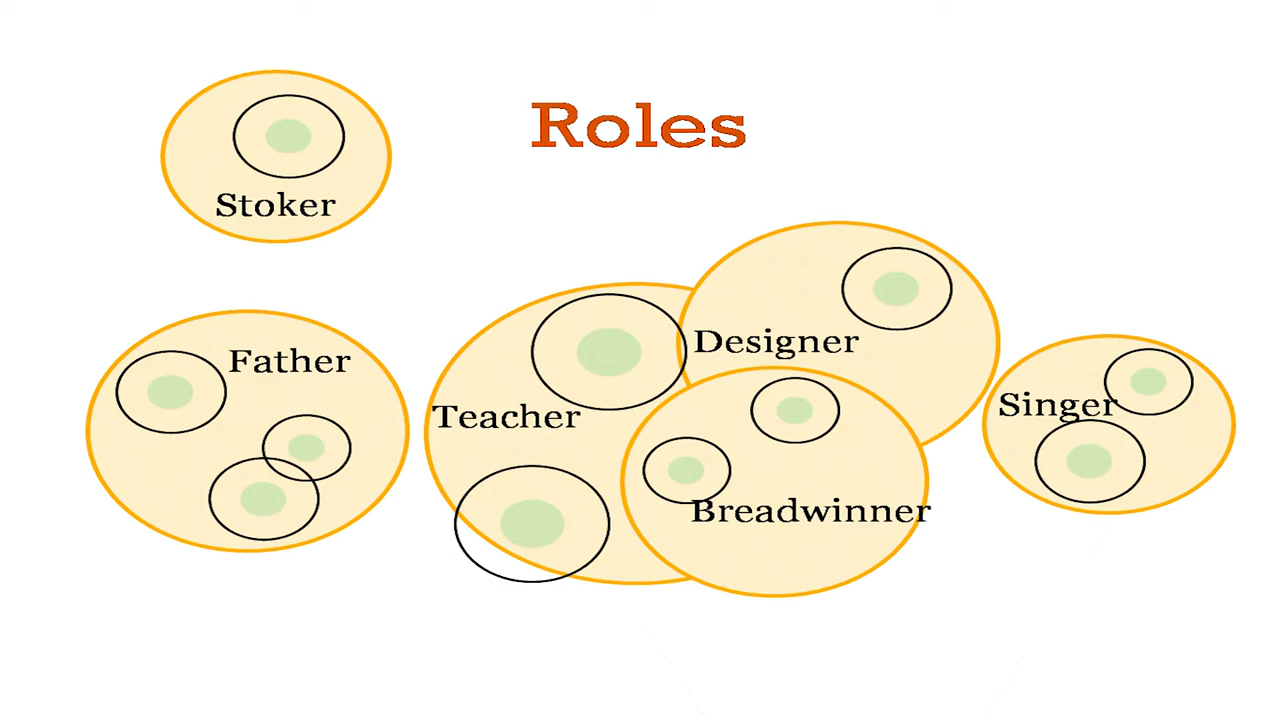 Roles
Stoker
Father
Teacher
Designer
Breadwinner
Singer